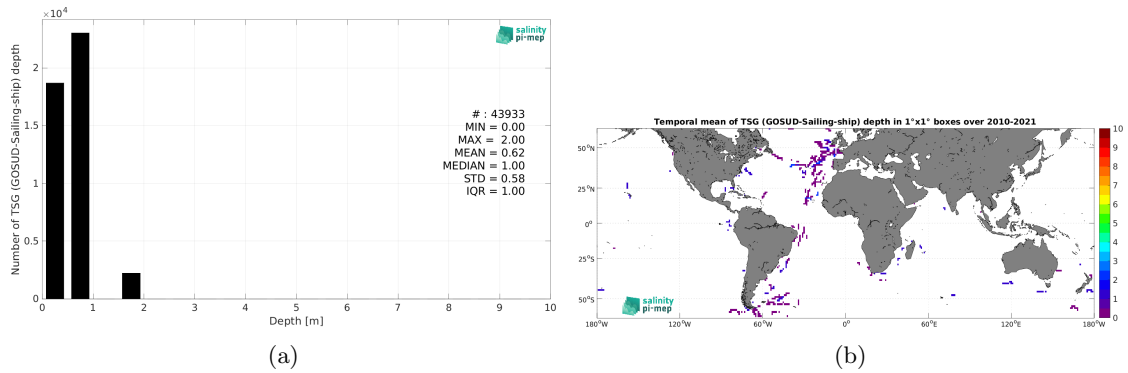 ×10⁴
salinity
pi-mep
Number of TSG (GOSUD-Sailing-ship) depth
2
1.5
1
0.5
0
# : 43933
MIN = 0.00
MAX = 2.00
MEAN = 0.62
MEDIAN = 1.00
STD = 0.58
IQR = 1.00
0 1 2 3 4 5 6 7 8 9 10
Depth [m]
(a)
Temporal mean of TSG (GOSUD-Sailing-ship) depth in 1°x1° boxes over 2010-2021
50°N
25°N
0°
25°S
50°S
180°W 120°W 60°W 0°W 60°E 120°E 180°W
10
9
8
7
6
5
4
3
2
1
0
salinity
pi-mep
(b)